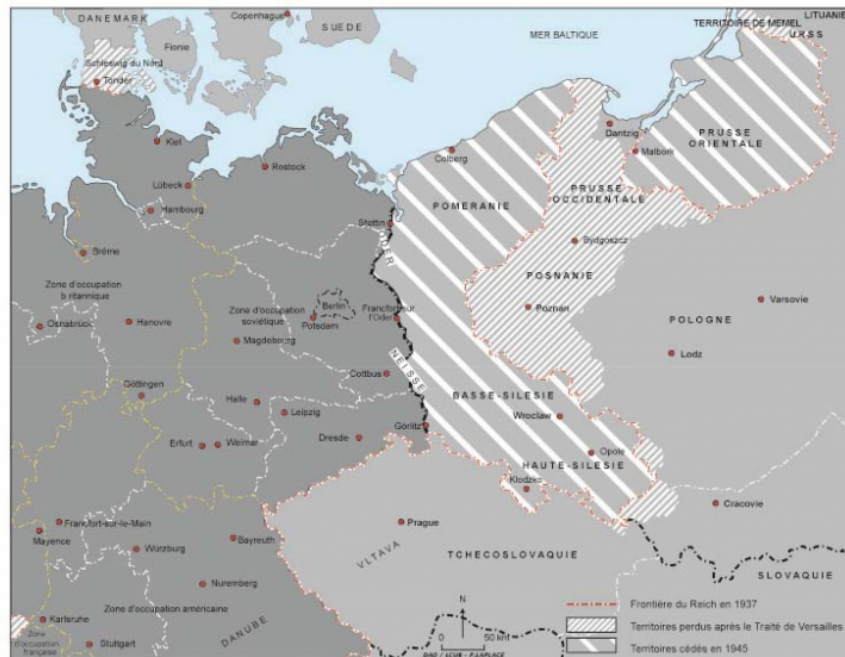 DANEMARK
Copenhague
SUEDE
MER BALTIQUE
LITUANIE
TERRITOIRE DE MEMEL
U.R.S.S
Fionie
Schleswig du Nord
Tonder
Kiel
Rostock
Lübeck
Hambourg
Brême
Colberg
Dantzig
Malbork
PRUSSE
ORIENTALE
POMERANIE
PRUSSE
OCCIDENTALE
Stettin
ODER
Bydgoszcz
POSNANIE
Poznan
POLOGNE
Varsovie
Lodz
Zone d'occupation
britannique
Osnabrück
Hanovre
Zone d'occupation
soviétique
Berlin
Potsdam
Francfort sur
l'Oder
Magdebourg
NEISSE
Cottbus
Göttingen
Halle
Leipzig
BASSE-SILESIE
Wroclaw
Görlitz
Erfurt
Weimar
Dresde
Opole
HAUTE-SILESIE
Klodzko
Cracovie
Francfort-sur-le-Main
Mayence
Würzburg
Bayreuth
Prague
VLTAVA
TCHECOSLOVAQUIE
SLOVAQUIE
Nuremberg
Zone d'occupation américaine
DANUBE
Karlsruhe
Zone
d'occupation
française
Stuttgart
N
0 50 km
Frontière du Reich en 1937
Territoires perdus après le Traité de Versailles
Territoires cédés en 1945